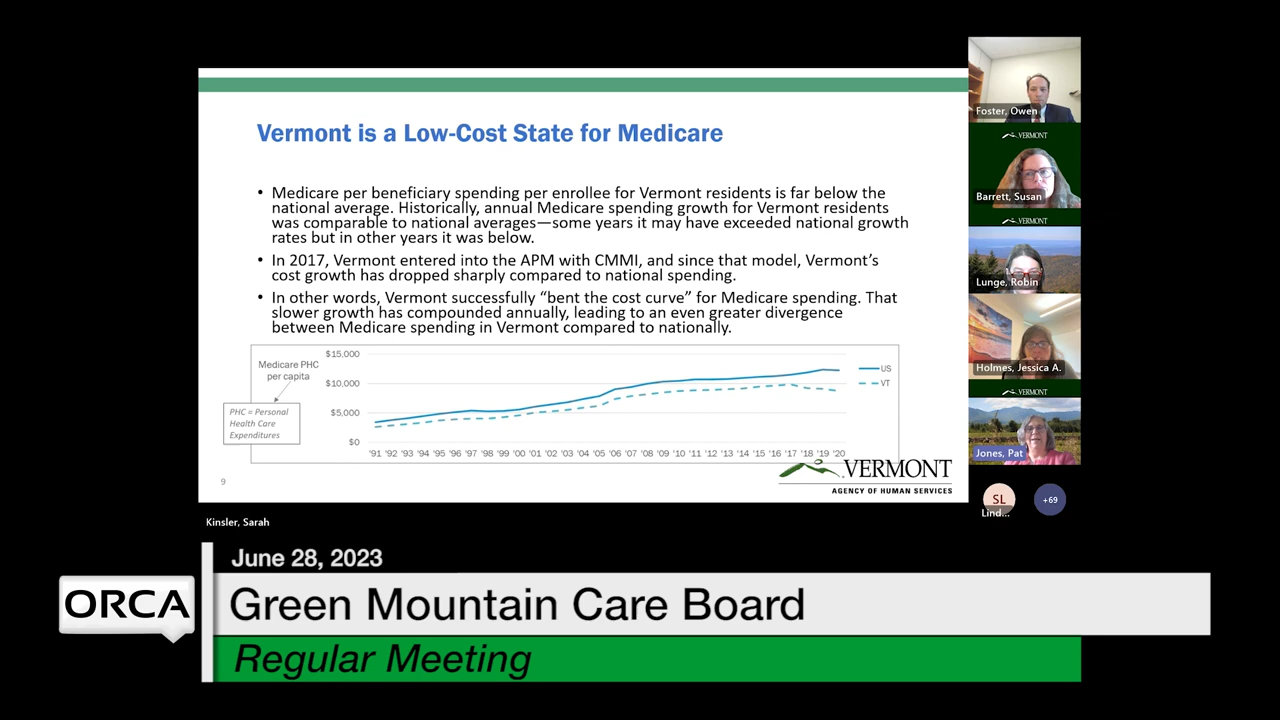 Vermont is a Low-Cost State for Medicare
• Medicare per beneficiary spending per enrollee for Vermont residents is far below the
national average. Historically, annual Medicare spending growth for Vermont residents
was comparable to national averages—some years it may have exceeded national growth
rates but in other years it was below.
• In 2017, Vermont entered into the APM with CMMI, and since that model, Vermont’s
cost growth has dropped sharply compared to national spending.
• In other words, Vermont successfully “bent the cost curve” for Medicare spending. That
slower growth has compounded annually, leading to an even greater divergence
between Medicare spending in Vermont compared to nationally.
Medicare PHC
per capita
PHC = Personal
Health Care
Expenditures
$15,000
$10,000
$5,000
$0
'91 '92 '93 '94 '95 '96 '97 '98 '99 '00 '01 '02 '03 '04 '05 '06 '07 '08 '09 '10 '11 '12 '13 '14 '15 '16 '17 '18 '19 '20
US
VT
9
VERMONT
AGENCY OF HUMAN SERVICES
Foster, Owen
VERMONT
Barrett, Susan
VERMONT
Lunge, Robin
Holmes, Jessica A.
VERMONT
Jones, Pat
SL
Lind...
+69
Kinsler, Sarah
June 28, 2023
ORCA
Green Mountain Care Board
Regular Meeting